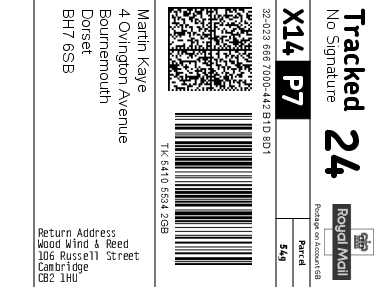 Tracked 24
No Signature
Royal Mail
Postage on Account GB
X14 P7
Parcel
54g
32-023 666 7000-442 B1D 8D1
TK 5410 5534 2GB
Martin Kaye
4 Ovington Avenue
Bournemouth
Dorset
BH7 6SB
Return Address
Wood Wind & Reed
106 Russell Street
Cambridge
CB2 1HU